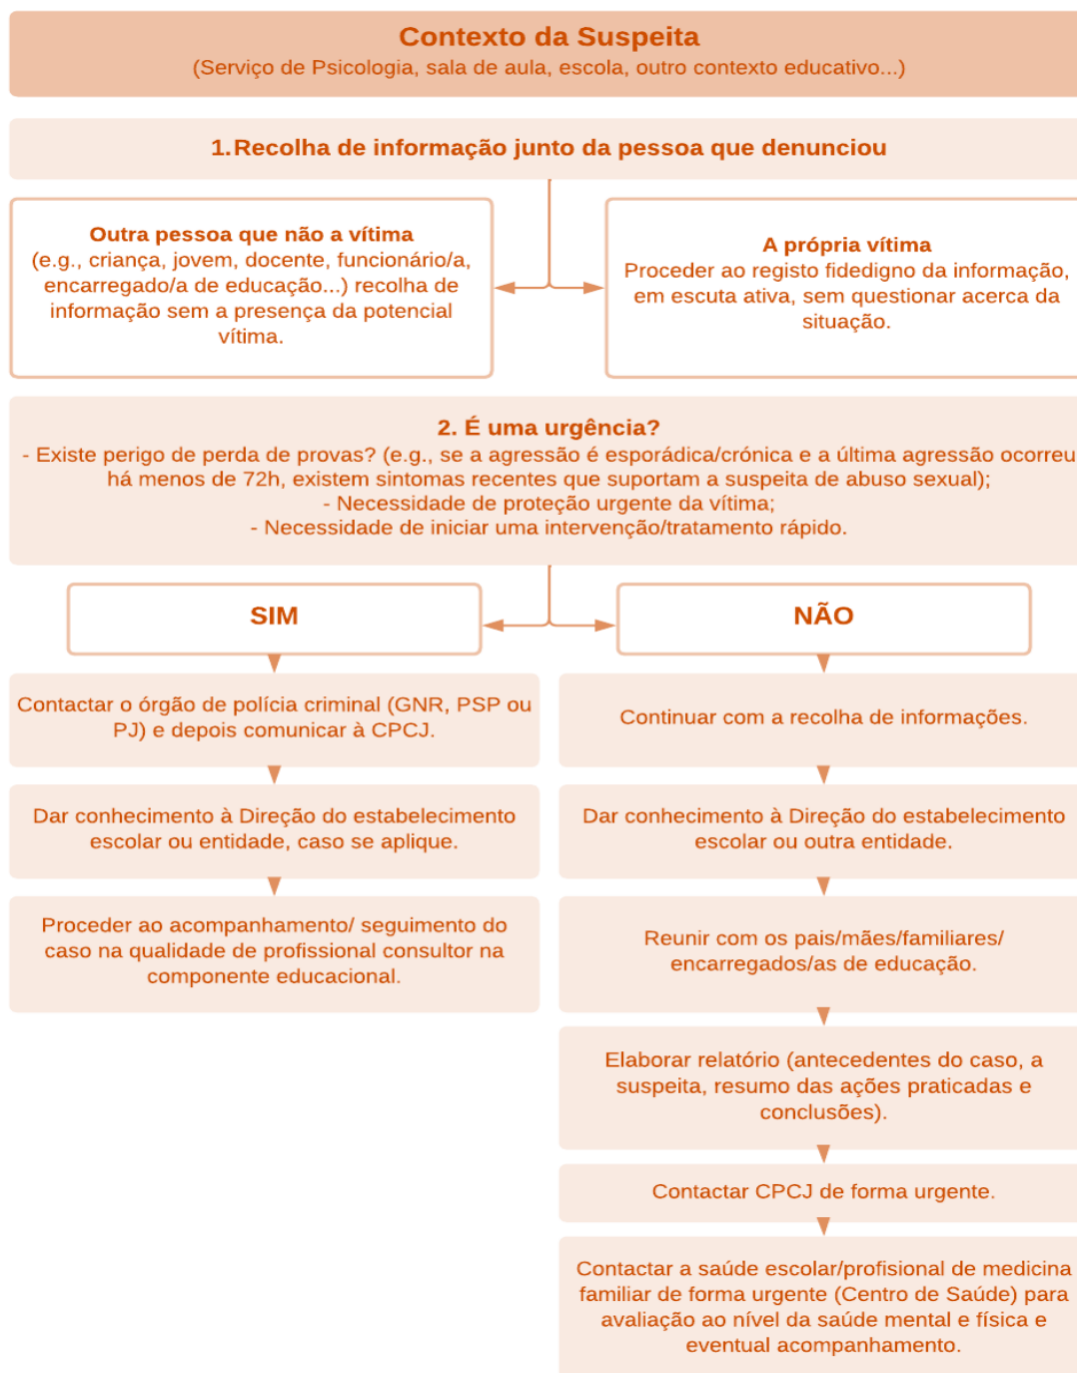 Contexto da Suspeita
(Serviço de Psicologia, sala de aula, escola, outro contexto educativo...)
1.Recolha de informação junto da pessoa que denunciou
Outra pessoa que não a vítima
(e.g., criança, jovem, docente, funcionário/a,
encarregado/a de educação...) recolha de
informação sem a presença da potencial
vítima.
A própria vítima
Proceder ao registo fidedigno da informação,
em escuta ativa, sem questionar acerca da
situação.
2. É uma urgência?
- Existe perigo de perda de provas? (e.g., se a agressão é esporádica/crónica e a última agressão ocorreu
há menos de 72h, existem sintomas recentes que suportam a suspeita de abuso sexual);
- Necessidade de proteção urgente da vítima;
- Necessidade de iniciar uma intervenção/tratamento rápido.
SIM
Contactar o órgão de polícia criminal (GNR, PSP ou
PJ) e depois comunicar à CPCJ.
Dar conhecimento à Direção do estabelecimento
escolar ou entidade, caso se aplique.
Proceder ao acompanhamento/ seguimento do
caso na qualidade de profissional consultor na
componente educacional.
NÃO
Continuar com a recolha de informações.
Dar conhecimento à Direção do estabelecimento
escolar ou outra entidade.
Reunir com os pais/mães/familiares/
encarregados/as de educação.
Elaborar relatório (antecedentes do caso, a
suspeita, resumo das ações praticadas e
conclusões).
Contactar CPCJ de forma urgente.
Contactar a saúde escolar/profisional de medicina
familiar de forma urgente (Centro de Saúde) para
avaliação ao nível da saúde mental e física e
eventual acompanhamento.